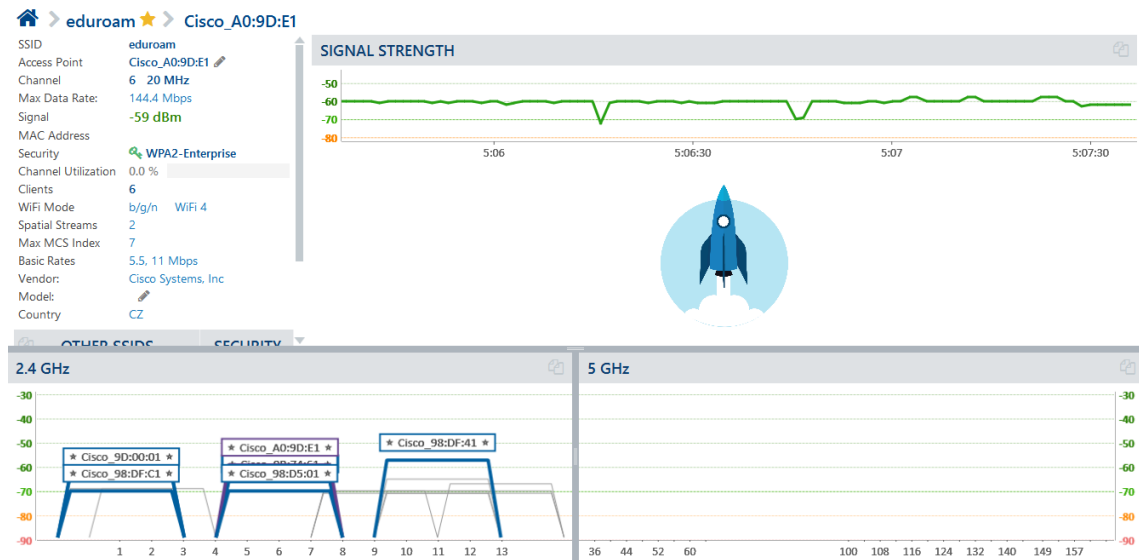 eduroam Cisco_A0:9D:E1
SSID eduroam
Access Point Cisco_A0:9D:E1
Channel 6 20 MHz
Max Data Rate: 144.4 Mbps
Signal -59 dBm
MAC Address
Security WPA2-Enterprise
Channel Utilization 0.0 %
Clients 6
WiFi Mode b/g/n WiFi 4
Spatial Streams 2
Max MCS Index 7
Basic Rates 5.5, 11 Mbps
Vendor: Cisco Systems, Inc
Model:
Country CZ
OTHER SSIDS SECURITY
SIGNAL STRENGTH
-50
-60
-70
-80
5:06 5:06:30 5:07 5:07:30
2.4 GHz
-30
-40
-50
-60
-70
-80
-90
Cisco_9D:00:01
Cisco_98:DF:C1
Cisco_A0:9D:E1
Cisco_98:D5:01
Cisco_98:DF:41
1 2 3 4 5 6 7 8 9 10 11 12 13
5 GHz
-30
-40
-50
-60
-70
-80
-90
36 44 52 60 100 108 116 124 132 140 149 157